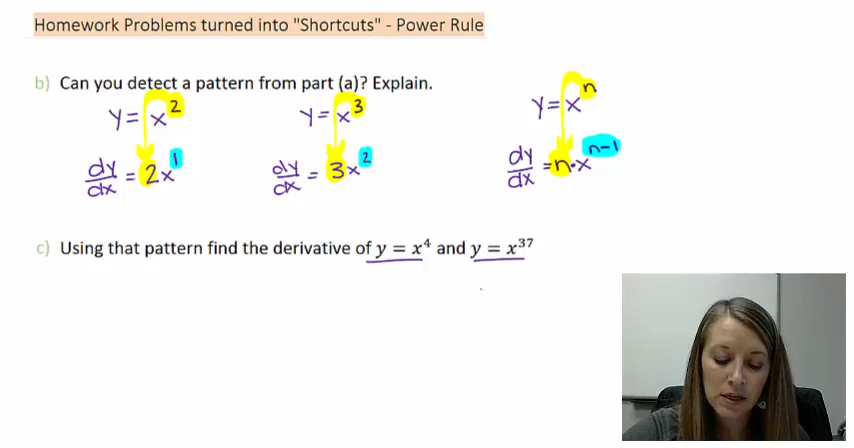 Homework Problems turned into "Shortcuts" - Power Rule
b) Can you detect a pattern from part (a)? Explain.
y = x² y = x³ y = xⁿ
dy/dx = 2x¹ dy/dx = 3x² dy/dx = n·xⁿ⁻¹
c) Using that pattern find the derivative of y = x⁴ and y = x³⁷